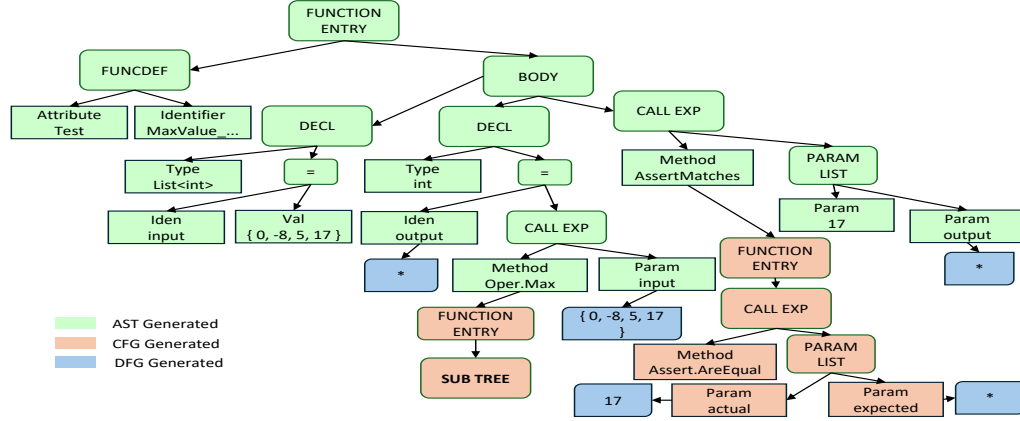 FUNCTION
ENTRY
FUNCDEF
BODY
Attribute
Test
Identifier
MaxValue_...
DECL
DECL
CALL EXP
Type
List<int>
=
Type
int
=
Method
AssertMatches
PARAM
LIST
Iden
input
Val
{ 0, -8, 5, 17 }
Iden
output
CALL EXP
Param
17
Param
output
*
Method
Oper.Max
Param
input
FUNCTION
ENTRY
*
FUNCTION
ENTRY
{ 0, -8, 5, 17
}
CALL EXP
SUB TREE
Method
Assert.AreEqual
PARAM
LIST
17
Param
actual
Param
expected
*
AST Generated
CFG Generated
DFG Generated